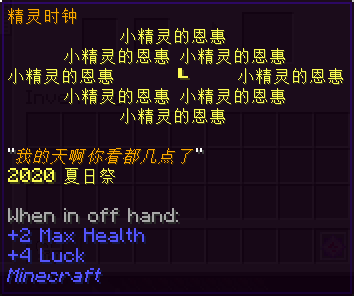 精灵时钟
小精灵的恩惠
小精灵的恩惠 小精灵的恩惠
小精灵的恩惠 ┗ 小精灵的恩惠
小精灵的恩惠 小精灵的恩惠
小精灵的恩惠
"我的天啊你看都几点了"
2020 夏日祭
When in off hand:
+2 Max Health
+4 Luck
Minecraft